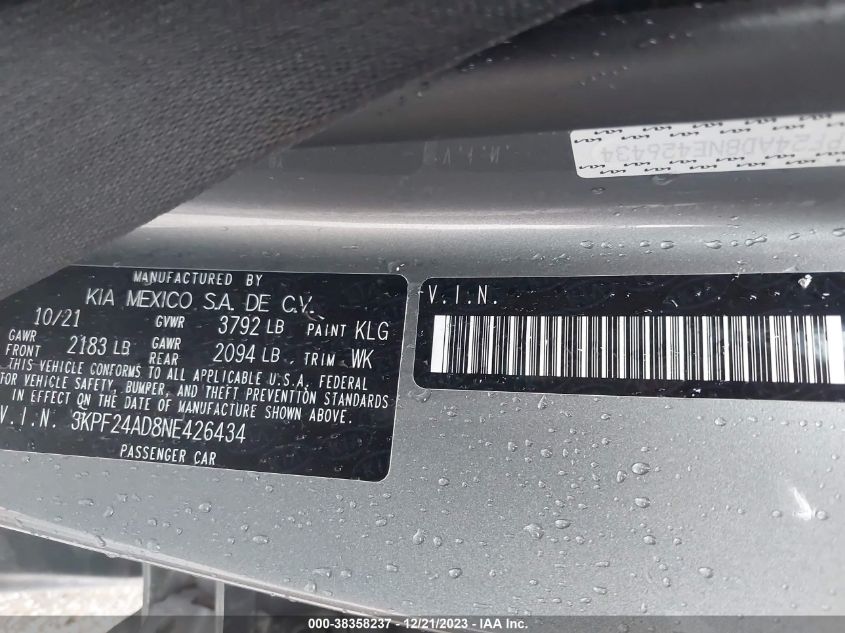 V.I.N.
PF24AD8NE426434
MANUFACTURED BY
KIA MEXICO S.A. DE C.V.
10/21 GVWR 3792 LB PAINT KLG
GAWR FRONT 2183 LB GAWR REAR 2094 LB TRIM WK
THIS VEHICLE CONFORMS TO ALL APPLICABLE U.S.A. FEDERAL
FOR VEHICLE SAFETY, BUMPER, AND THEFT PREVENTION STANDARDS
IN EFFECT ON THE DATE OF MANUFACTURE SHOWN ABOVE.
V.I.N. 3KPF24AD8NE426434
PASSENGER CAR
V.I.N.
000-38358237 - 12/21/2023 - IAA Inc.